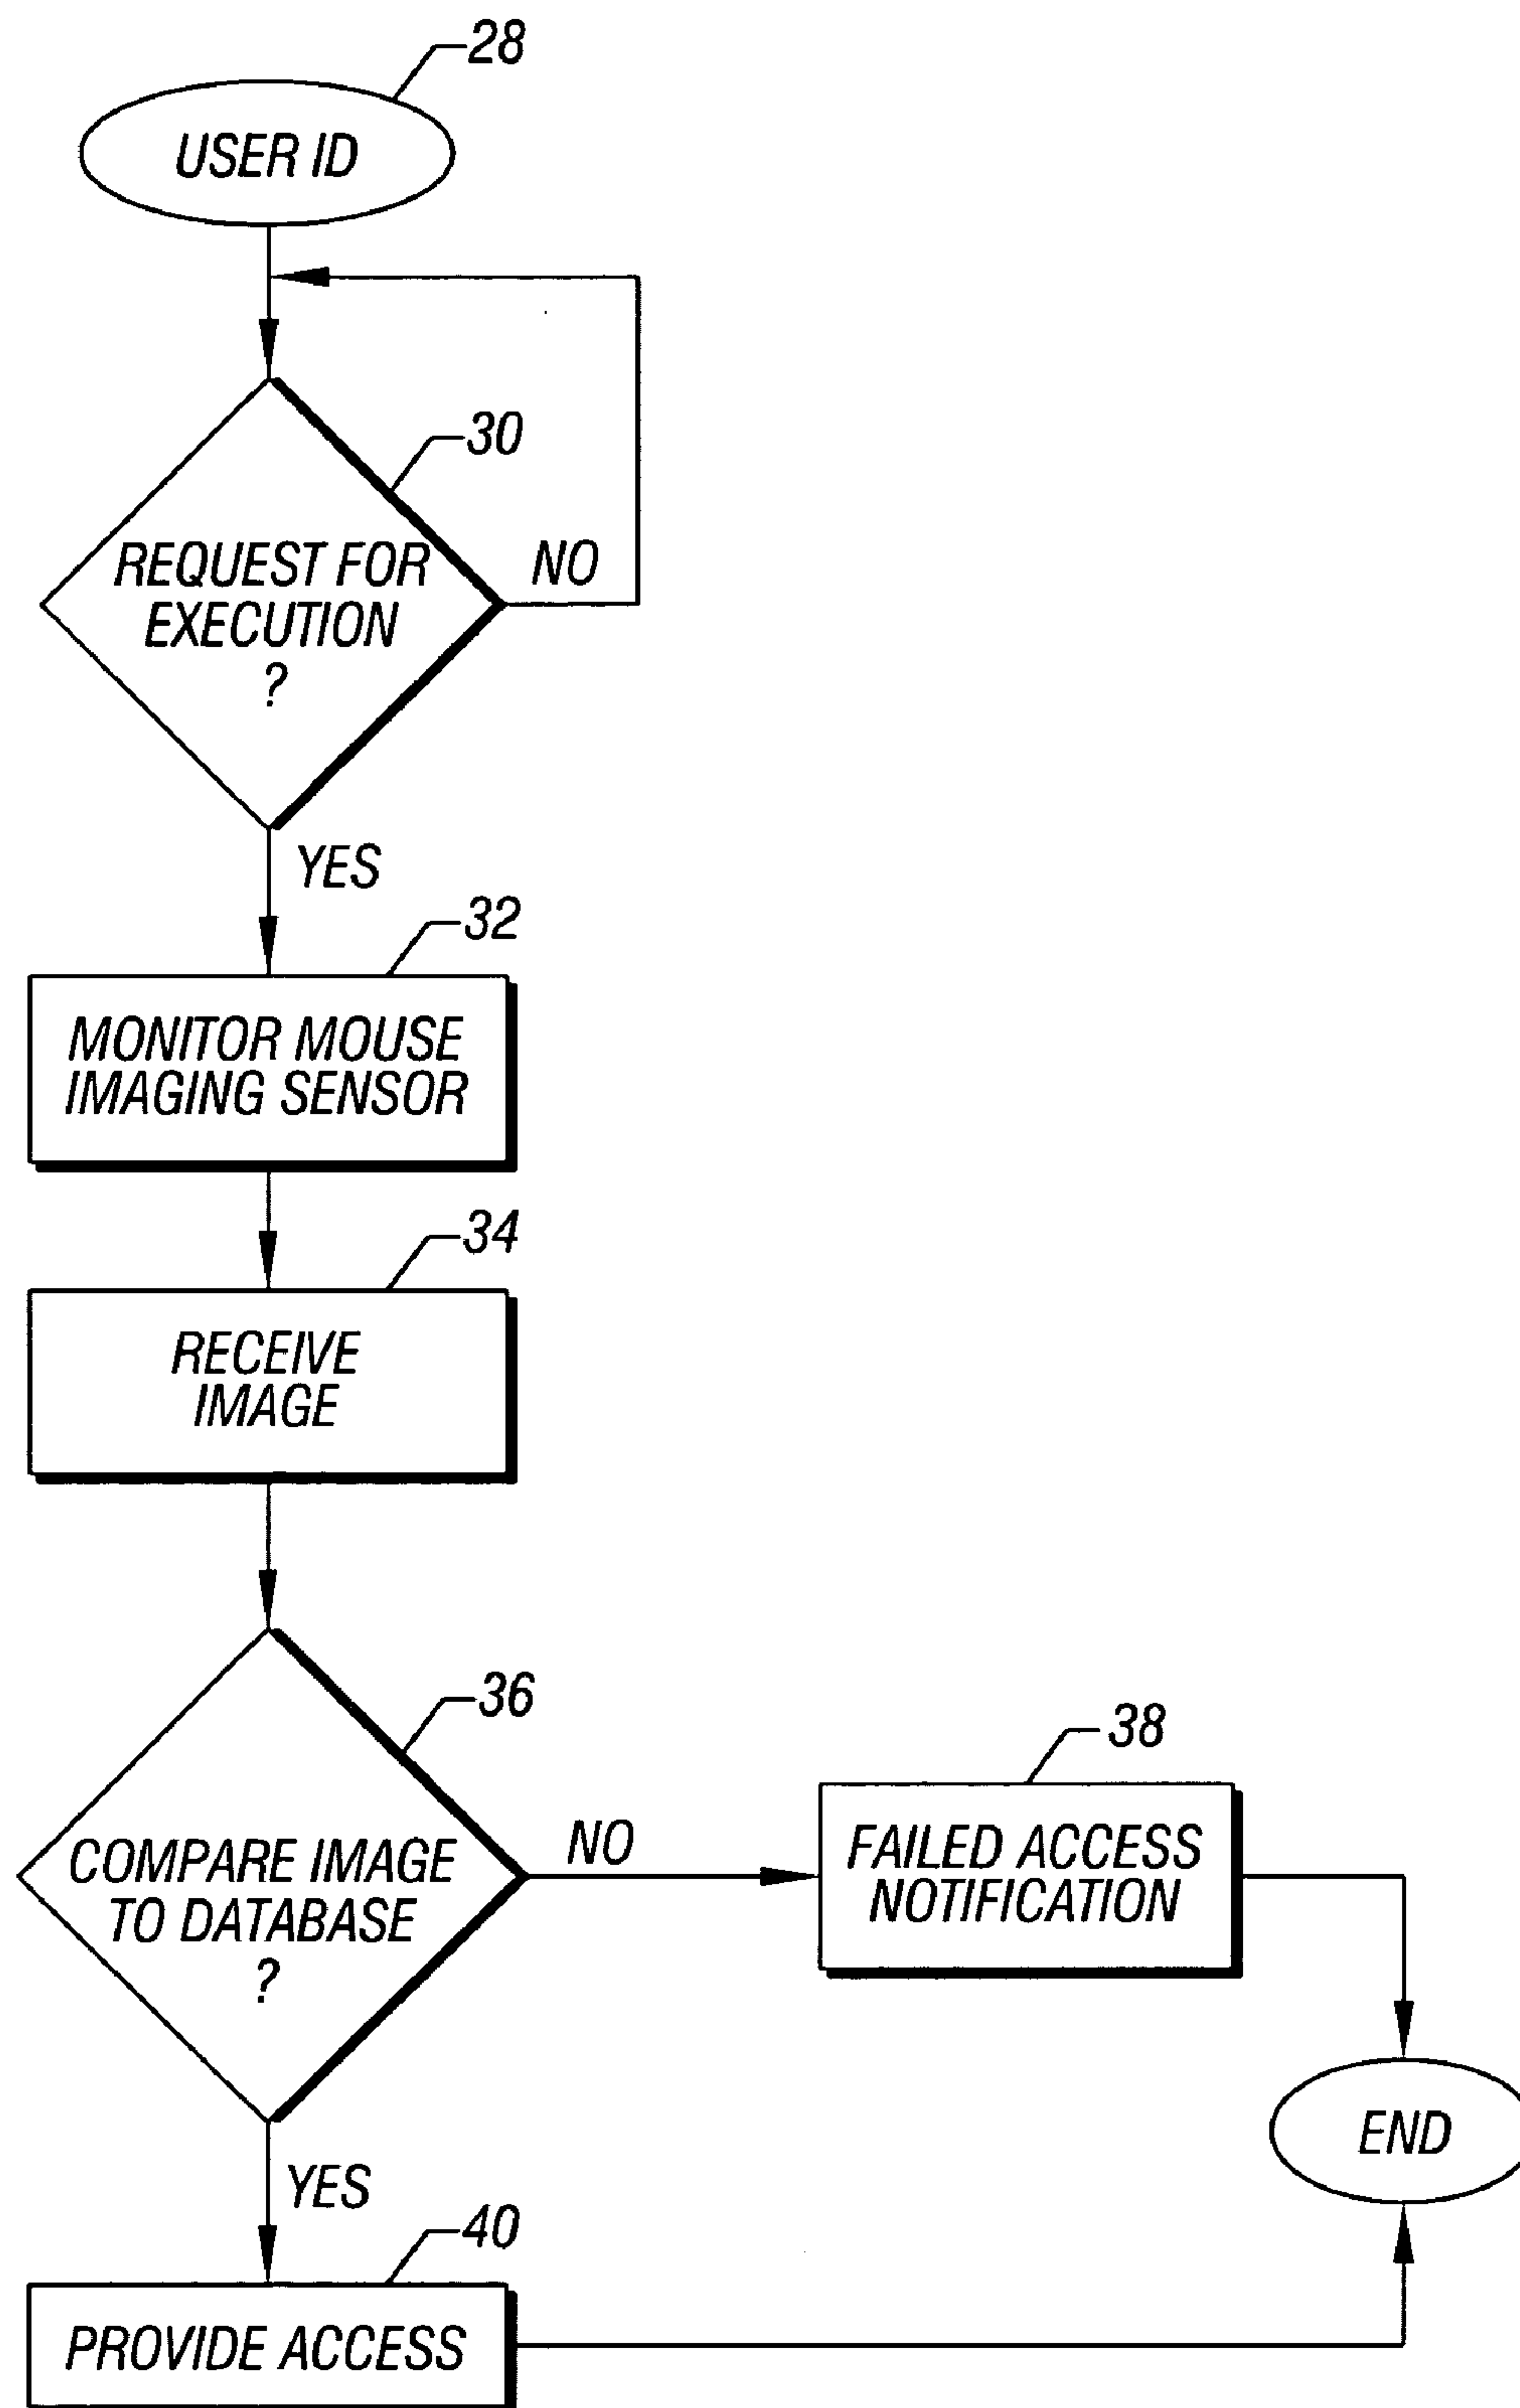 28
USER ID
30
REQUEST FOR
EXECUTION
?
NO
YES
32
MONITOR MOUSE
IMAGING SENSOR
34
RECEIVE
IMAGE
36
COMPARE IMAGE
TO DATABASE
?
NO
38
FAILED ACCESS
NOTIFICATION
END
YES
40
PROVIDE ACCESS